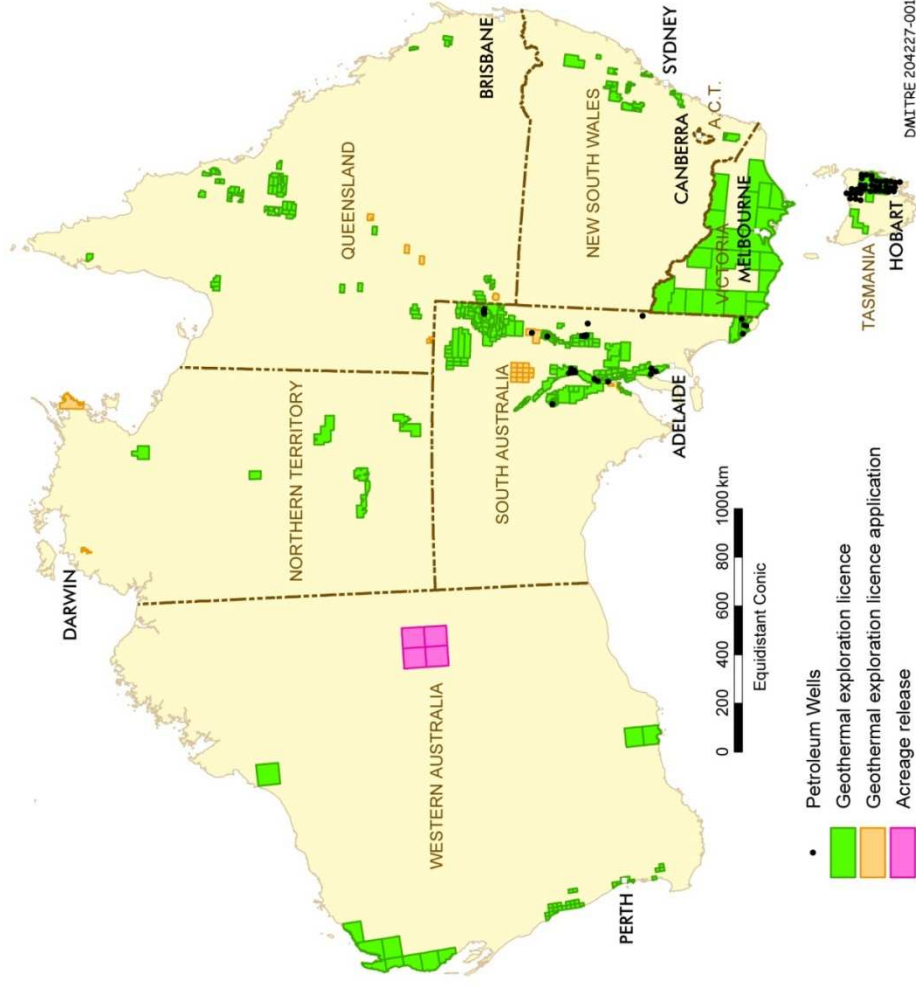 DARWIN
NORTHERN TERRITORY
QUEENSLAND
BRISBANE
WESTERN AUSTRALIA
SOUTH AUSTRALIA
NEW SOUTH WALES
SYDNEY
CANBERRA
A.C.T.
PERTH
ADELAIDE
VICTORIA
MELBOURNE
TASMANIA
HOBART
0 200 400 600 800 1000 km
Equidistant Conic
Petroleum Wells
Geothermal exploration licence
Geothermal exploration licence application
Acreage release
DMITRE 204227-001